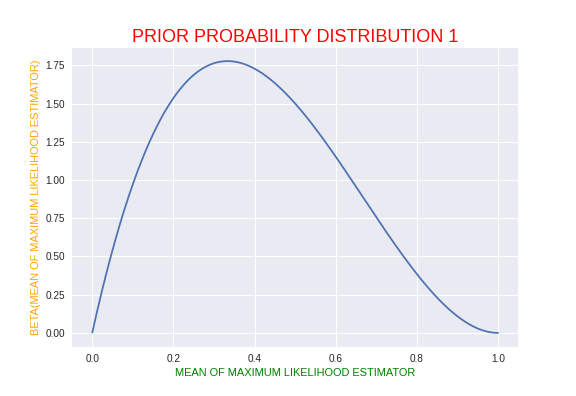 PRIOR PROBABILITY DISTRIBUTION 1
BETA(MEAN OF MAXIMUM LIKELIHOOD ESTIMATOR)
1.75
1.50
1.25
1.00
0.75
0.50
0.25
0.00
0.0 0.2 0.4 0.6 0.8 1.0
MEAN OF MAXIMUM LIKELIHOOD ESTIMATOR